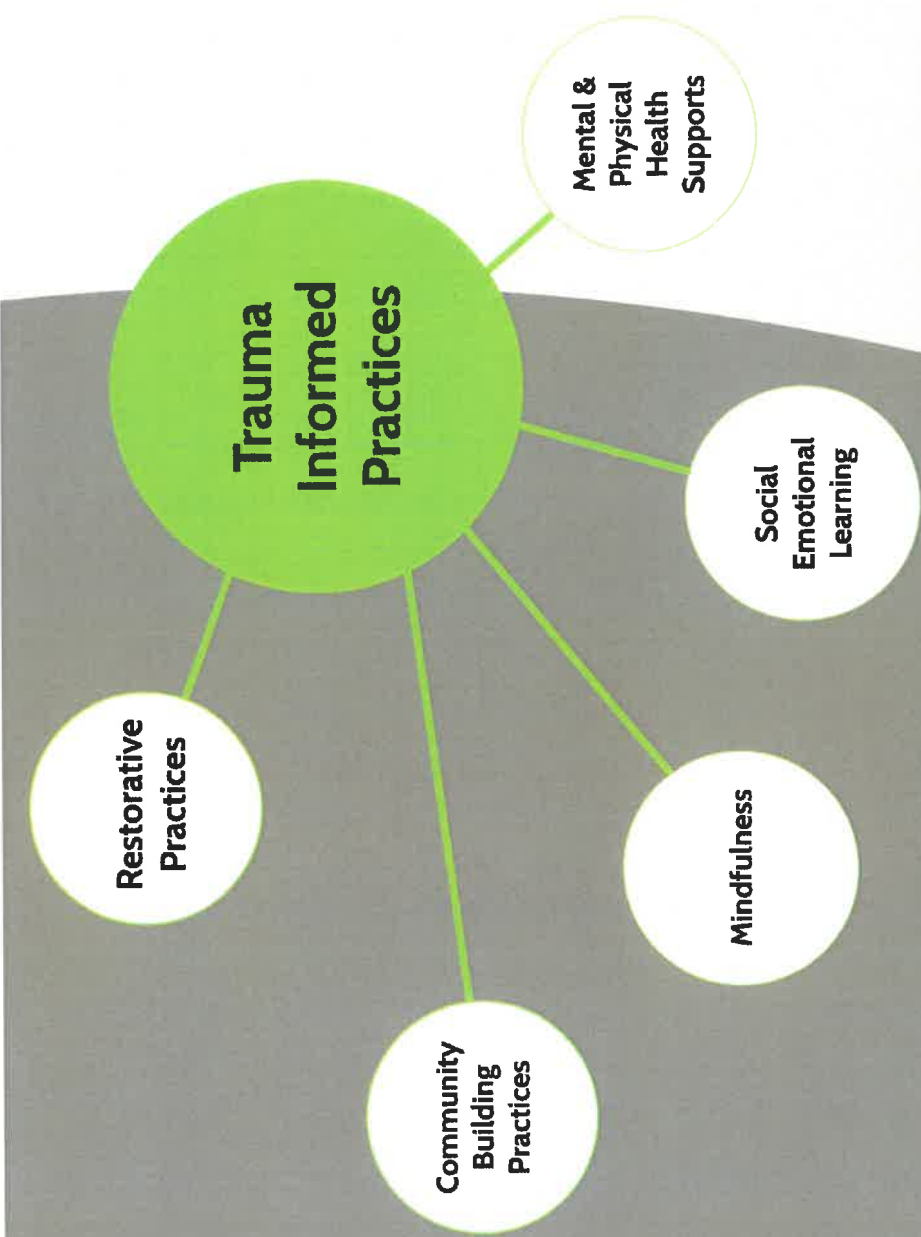 Restorative
Practices
Trauma
Informed
Practices
Community
Building
Practices
Mental &
Physical
Health
Supports
Mindfulness
Social
Emotional
Learning